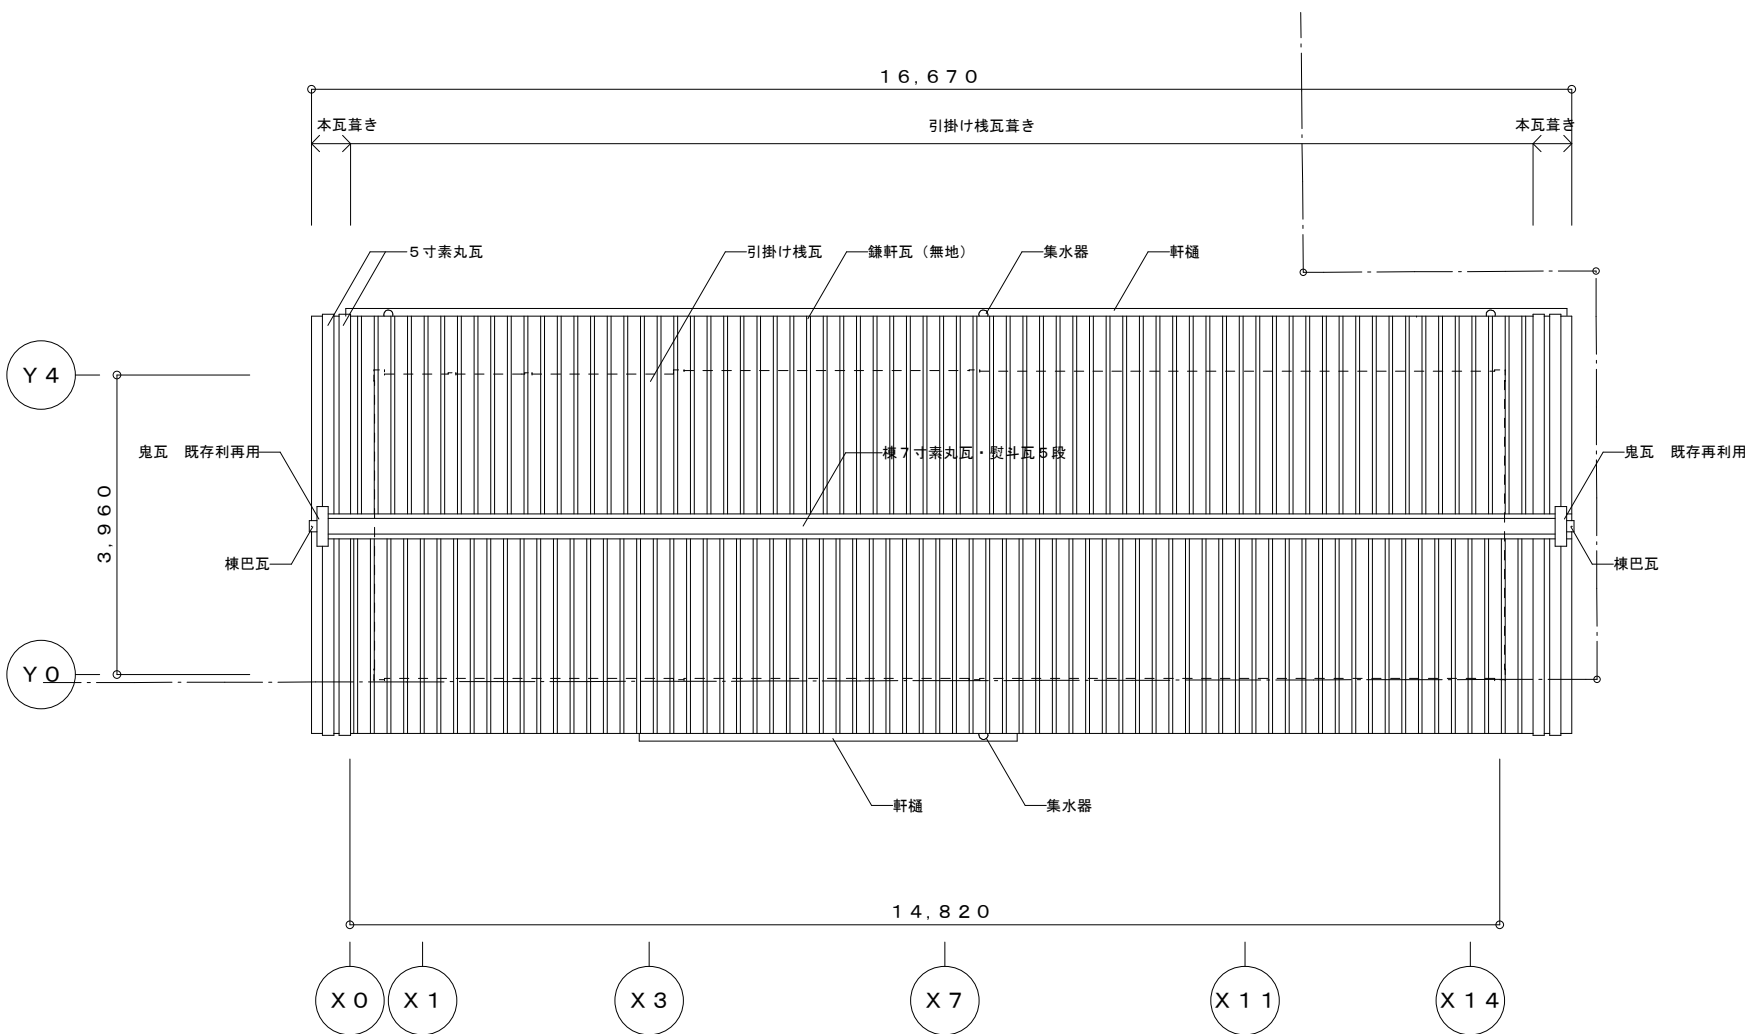 １６,６７０
本瓦葺き
引掛け桟瓦葺き
本瓦葺き
５寸素丸瓦
引掛け桟瓦
鎌軒瓦（無地）
集水器
軒樋
Ｙ４
鬼瓦　既存利再用
棟７寸素丸瓦・熨斗瓦５段
鬼瓦　既存再利用
３,９６０
棟巴瓦
棟巴瓦
Ｙ０
軒樋
集水器
１４,８２０
Ｘ０
Ｘ１
Ｘ３
Ｘ７
Ｘ１１
Ｘ１４